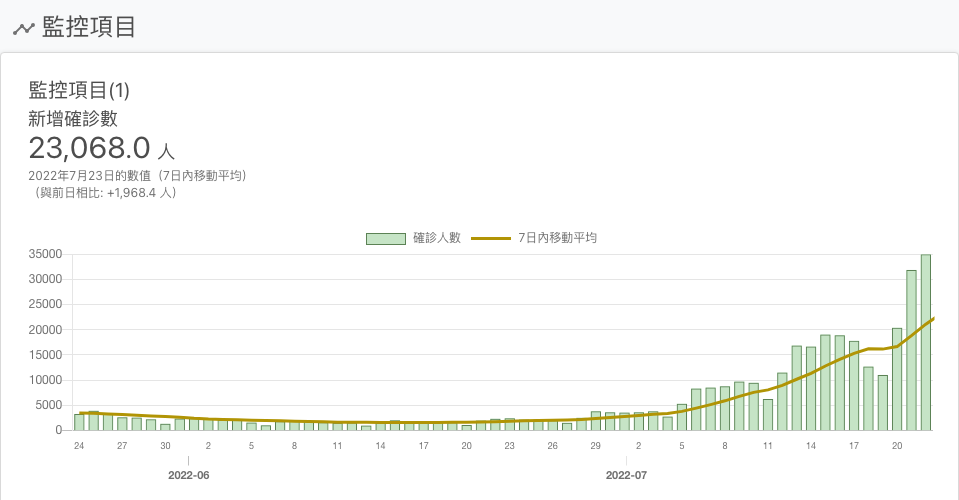 監控項目
監控項目(1)
新增確診數
23,068.0 人
2022年7月23日的數值（7日內移動平均）
（與前日相比: +1,968.4 人）
確診人數 7日內移動平均
35000
30000
25000
20000
15000
10000
5000
0
24 27 30 2 5 8 11 14 17 20 23 26 29 2 5 8 11 14 17 20
2022-06 2022-07